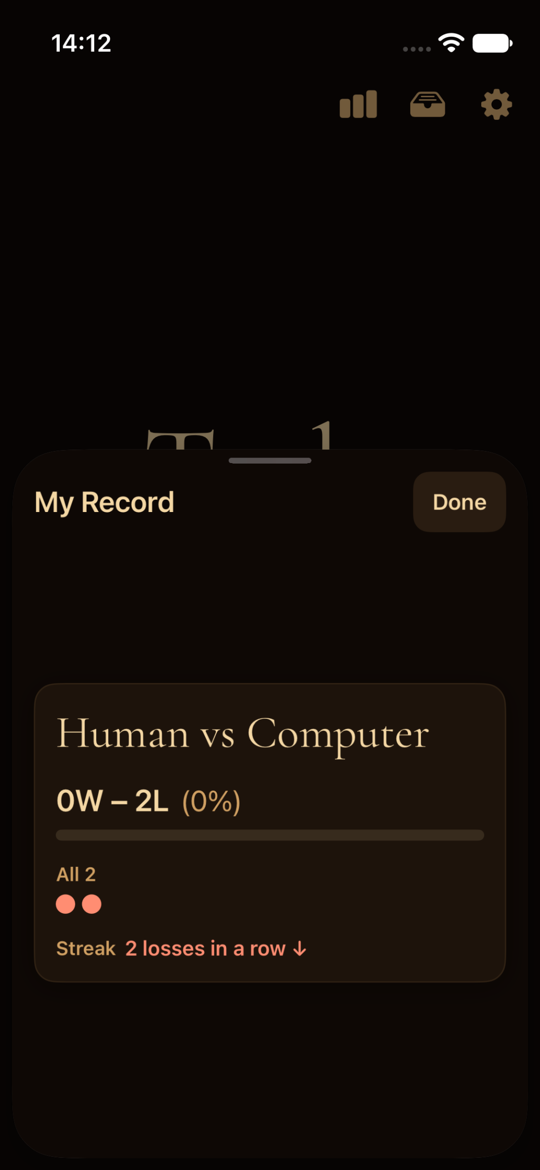 14:12
My Record
Done
Human vs Computer
0W – 2L (0%)
All 2
Streak 2 losses in a row ↓